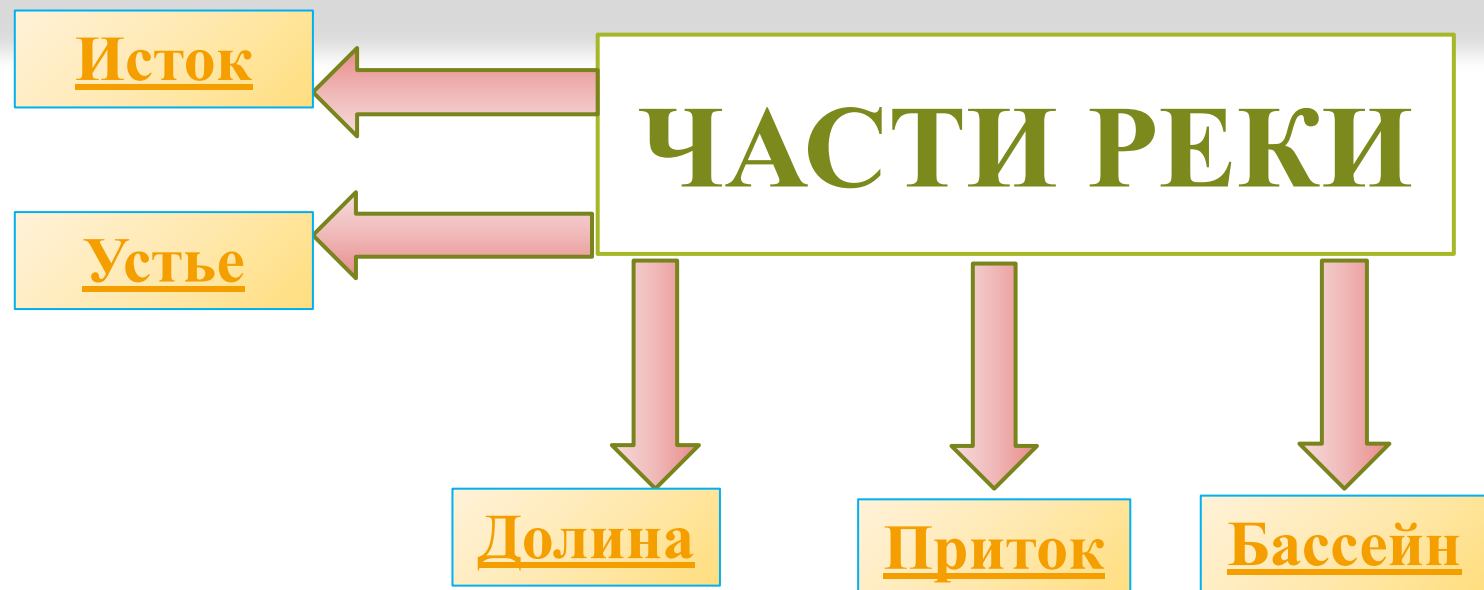 Исток
ЧАСТИ РЕКИ
Устье
Долина
Приток
Бассейн